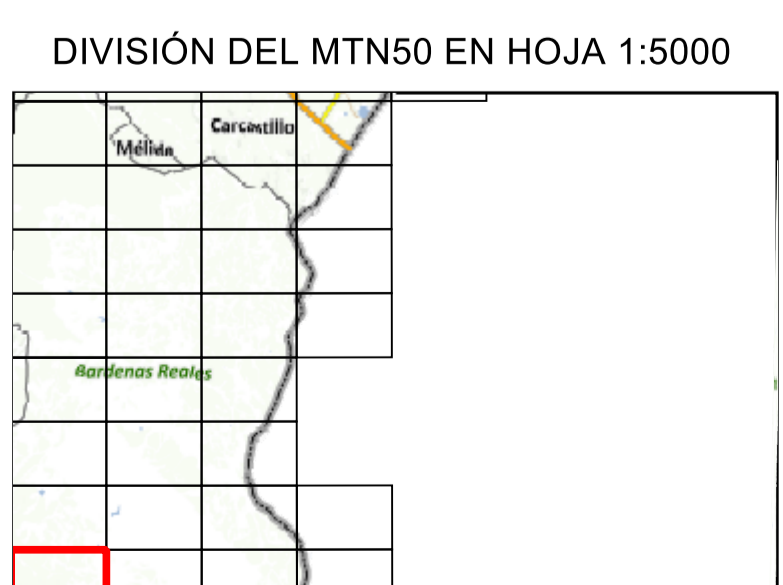 DIVISIÓN DEL MTN50 EN HOJA 1:5000
Carcastillo
Mélida
Bardenas Reales